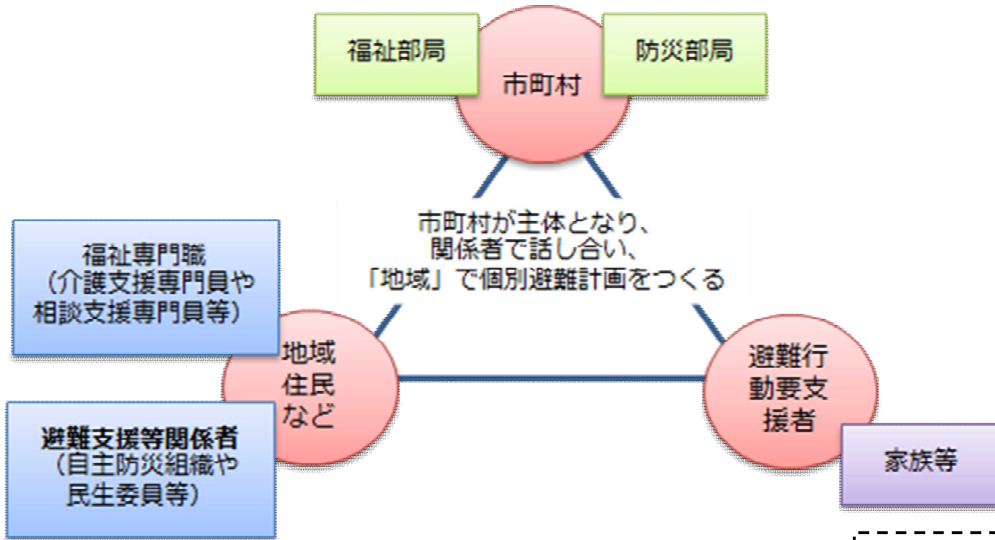 福祉部局
市町村
防災部局
市町村が主体となり、
関係者で話し合い、
「地域」で個別避難計画をつくる
福祉専門職
（介護支援専門員や
相談支援専門員等）
地域
住民
など
避難支援等関係者
（自主防災組織や
民生委員等）
避難行
動要支
援者
家族等